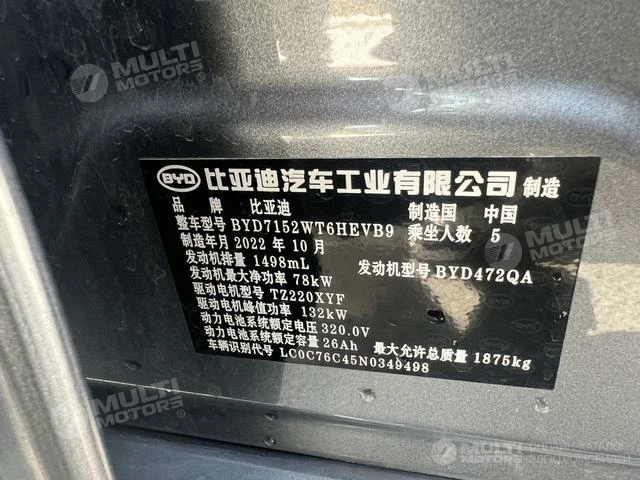 MULTI
MOTORS
MULTI
MOTORS
BYD 比亚迪汽车工业有限公司 制造
品牌 比亚迪 制造国 中国
整车型号 BYD7152WT6HEVB9 乘坐人数 5
制造年月 2022 年 10 月
发动机排量 1498mL 发动机型号 BYD472QA
发动机最大净功率 78kW
驱动电机型号 TZ220XYF
驱动电机峰值功率 132kW
动力电池系统额定电压 320.0V
动力电池系统额定容量 26Ah 最大允许总质量 1875kg
车辆识别代号 LC0C76C45N0349498
MULTI
MOTORS
MULTI
MOTORS